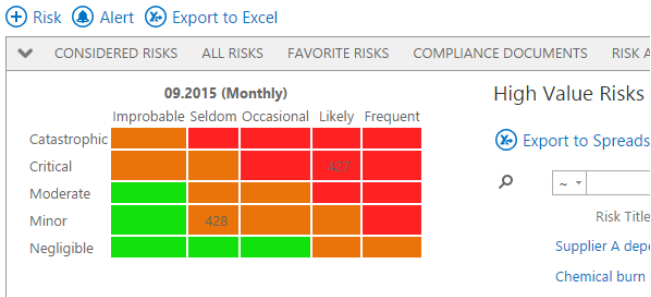 Risk Alert Export to Excel
CONSIDERED RISKS ALL RISKS FAVORITE RISKS COMPLIANCE DOCUMENTS RISK A
09.2015 (Monthly)
Improbable Seldom Occasional Likely Frequent
Catastrophic
Critical 427
Moderate
Minor 428
Negligible
High Value Risks
Export to Spreads
~
Risk Title
Supplier A depe
Chemical burn